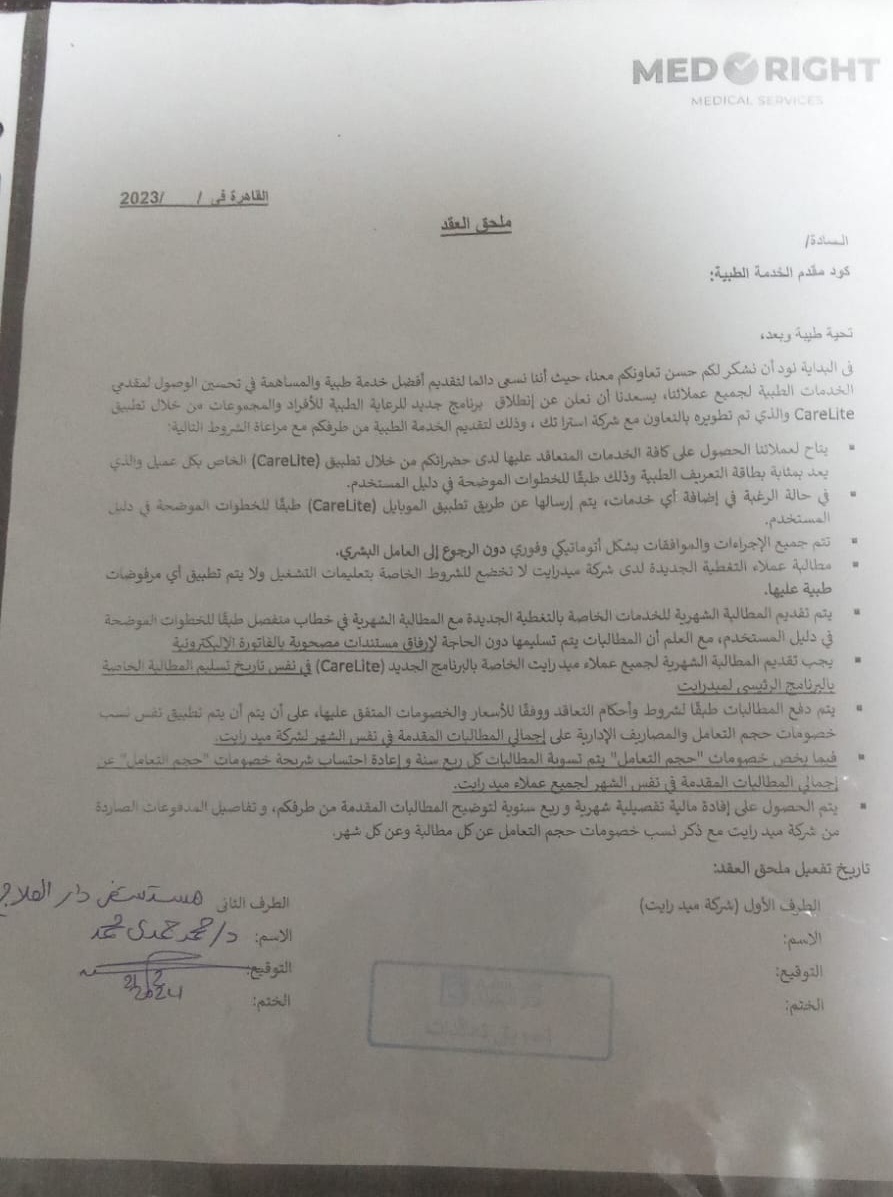 MED RIGHT
MEDICAL SERVICES
القاهرة فى / /2023
ملحق العقد
السادة/
كود مقدم الخدمة الطبية:
تحية طيبة وبعد،
فى البداية نود أن نشكر لكم حسن تعاونكم معنا، حيث أننا نسعى دائما لتقديم أفضل خدمة طبية والمساهمة في تحسين الوصول لمقدمي
الخدمات الطبية لجميع عملائنا، يسعدنا أن نعلن عن إنطلاق برنامج جديد للرعاية الطبية للأفراد والمجموعات من خلال تطبيق
CareLite والذي تم تطويره بالتعاون مع شركة استرا تك ، وذلك لتقديم الخدمة الطبية من طرفكم مع مراعاة الشروط التالية:
▪ يتاح لعملائنا الحصول على كافة الخدمات المتعاقد عليها لدى حضراتكم من خلال تطبيق (CareLite) الخاص بكل عميل والذي
يعد بمثابة بطاقة التعريف الطبية وذلك طبقًا للخطوات الموضحة في دليل المستخدم.
▪ في حالة الرغبة في إضافة أي خدمات، يتم إرسالها عن طريق تطبيق الموبايل (CareLite) طبقًا للخطوات الموضحة في دليل
المستخدم.
▪ تتم جميع الإجراءات والموافقات بشكل أتوماتيكي وفوري دون الرجوع إلى العامل البشري.
▪ مطالبة عملاء التغطية الجديدة لدى شركة ميدرايت لا تخضع للشروط الخاصة بتعليمات التشغيل ولا يتم تطبيق أي مرفوضات
طبية عليها.
▪ يتم تقديم المطالبة الشهرية للخدمات الخاصة بالتغطية الجديدة مع المطالبة الشهرية في خطاب منفصل طبقًا للخطوات الموضحة
في دليل المستخدم، مع العلم أن المطالبات يتم تسليمها دون الحاجة لإرفاق مستندات مصحوبة بالفاتورة الإليكترونية
▪ يجب تقديم المطالبة الشهرية لجميع عملاء ميد رايت الخاصة بالبرنامج الجديد (CareLite) في نفس تاريخ تسليم المطالبة الخاصة
بالبرنامج الرئيسي لميدرايت
▪ يتم دفع المطالبات طبقًا لشروط وأحكام التعاقد ووفقًا للأسعار والخصومات المتفق عليها، على أن يتم أن يتم تطبيق نفس نسب
خصومات حجم التعامل والمصاريف الإدارية على إجمالي المطالبات المقدمة في نفس الشهر لشركة ميد رايت.
▪ فيما يخص خصومات "حجم التعامل" يتم تسوية المطالبات كل ربع سنة و إعادة احتساب شريحة خصومات "حجم التعامل" عن
إجمالي المطالبات المقدمة في نفس الشهر لجميع عملاء ميد رايت.
▪ يتم الحصول على إفادة مالية تفصيلية شهرية و ربع سنوية لتوضيح المطالبات المقدمة من طرفكم، و تفاصيل المدفوعات الصادرة
من شركة ميد رايت مع ذكر نسب خصومات حجم التعامل عن كل مطالبة وعن كل شهر.
تاريخ تفعيل ملحق العقد:
الطرف الأول (شركة ميد رايت)
الاسم:
التوقيع:
الختم:
الطرف الثانى مستشفى دار العلاج
الاسم: د/محمد حمدى محمد
التوقيع:
2024
الختم: